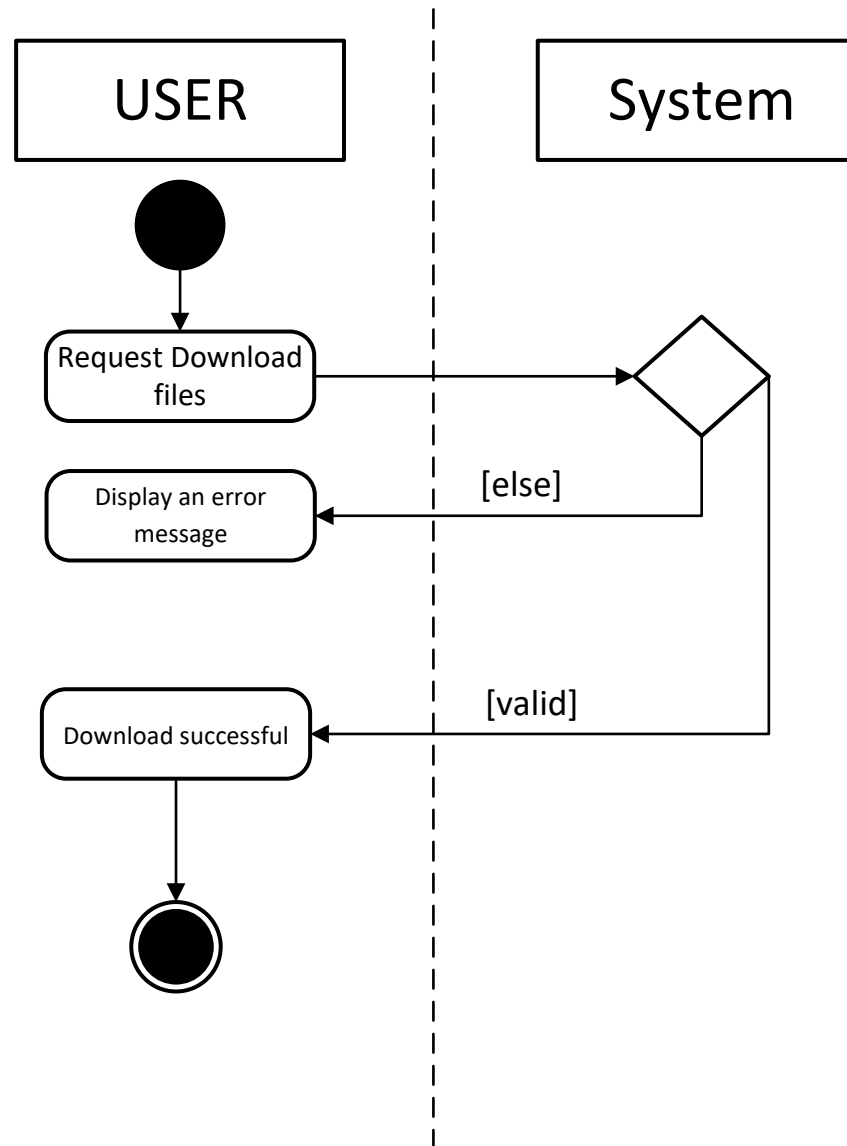 USER
System
Request Download
files
[else]
Display an error
message
[valid]
Download successful